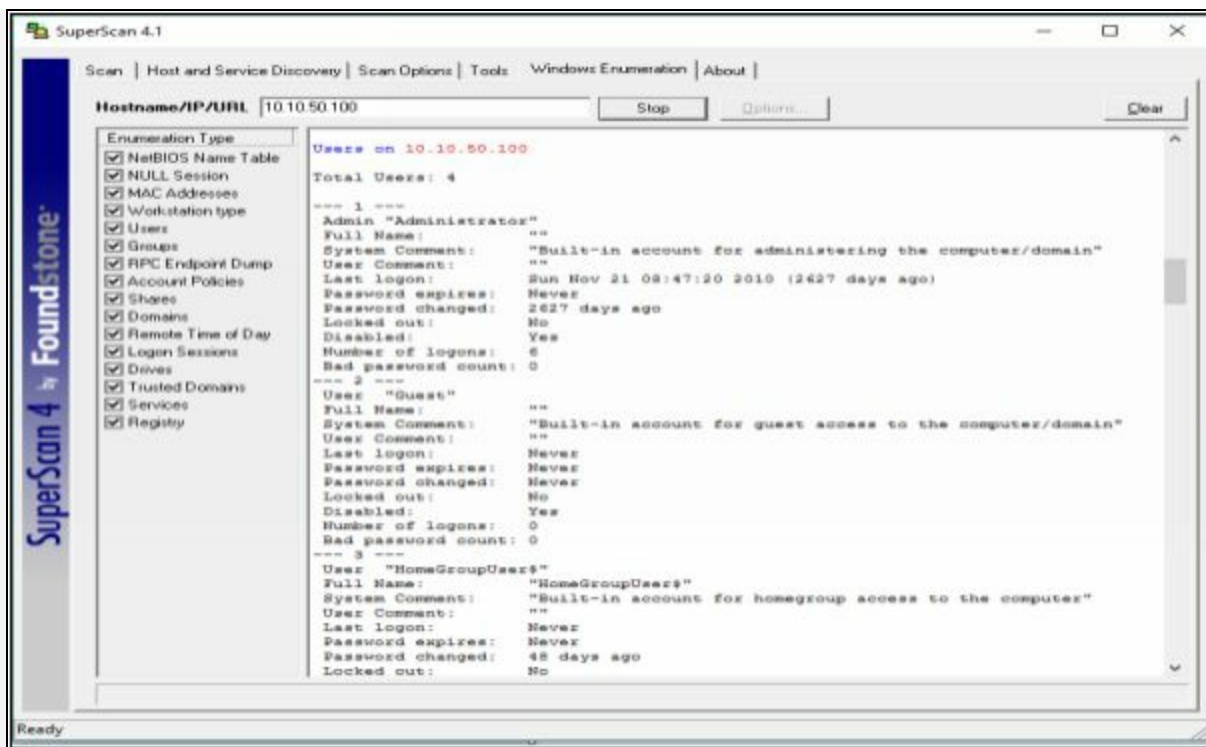 SuperScan 4.1
Scan | Host and Service Discovery | Scan Options | Tools Windows Enumeration | About |
Hostname/IP/URL 10.10.50.100 Stop Options... Clear
Enumeration Type
NetBIOS Name Table
NULL Session
MAC Addresses
Workstation type
Users
Groups
RPC Endpoint Dump
Account Policies
Shares
Domains
Remote Time of Day
Logon Sessions
Drives
Trusted Domains
Services
Registry
Users on 10.10.50.100
Total Users: 4
--- 1 ---
Admin "Administrator"
Full Name: ""
System Comment: "Built-in account for administering the computer/domain"
User Comment: ""
Last logon: Sun Nov 21 08:47:20 2010 (2627 days ago)
Password expires: Never
Password changed: 2627 days ago
Locked out: No
Disabled: Yes
Number of logons: 6
Bad password count: 0
--- 2 ---
User "Guest"
Full Name: ""
System Comment: "Built-in account for guest access to the computer/domain"
User Comment: ""
Last logon: Never
Password expires: Never
Password changed: Never
Locked out: No
Disabled: Yes
Number of logons: 0
Bad password count: 0
--- 3 ---
User "HomeGroupUser$"
Full Name: "HomeGroupUser$"
System Comment: "Built-in account for homegroup access to the computer"
User Comment: ""
Last logon: Never
Password expires: Never
Password changed: 48 days ago
Locked out: No
SuperScan 4 by Foundstone
Ready